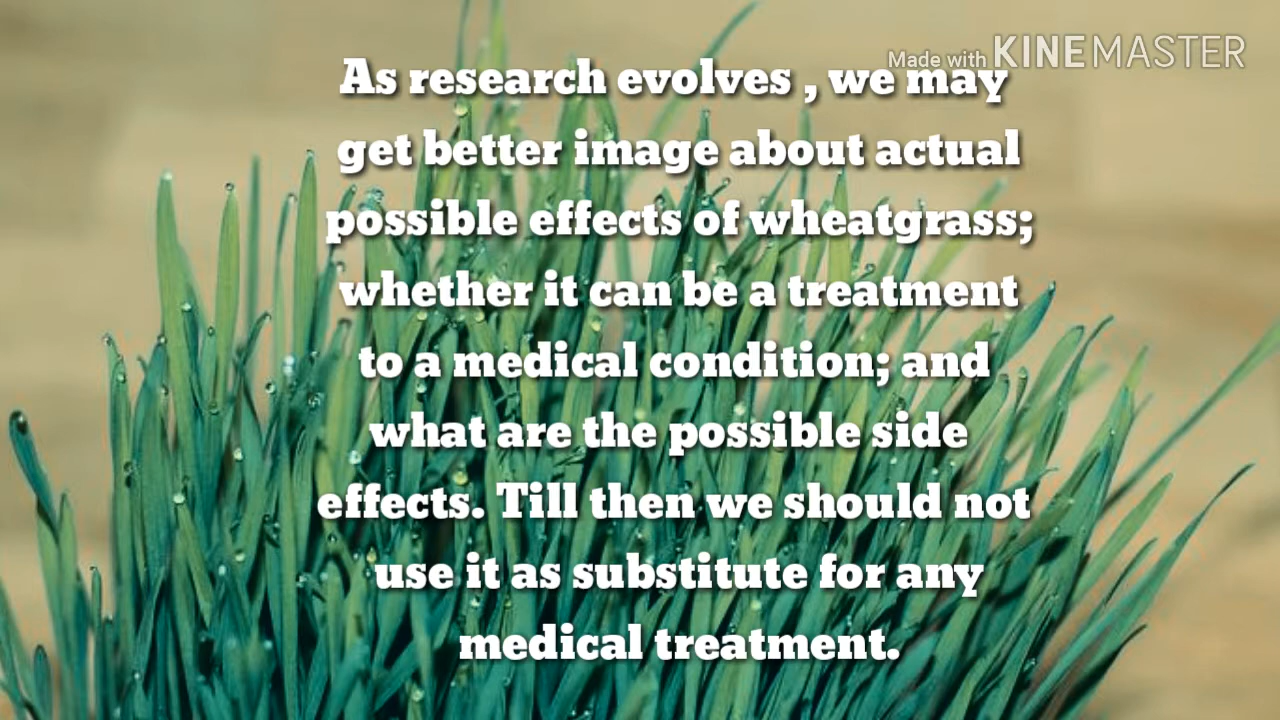 Made with KINEMASTER
As research evolves , we may
get better image about actual
possible effects of wheatgrass;
whether it can be a treatment
to a medical condition; and
what are the possible side
effects. Till then we should not
use it as substitute for any
medical treatment.